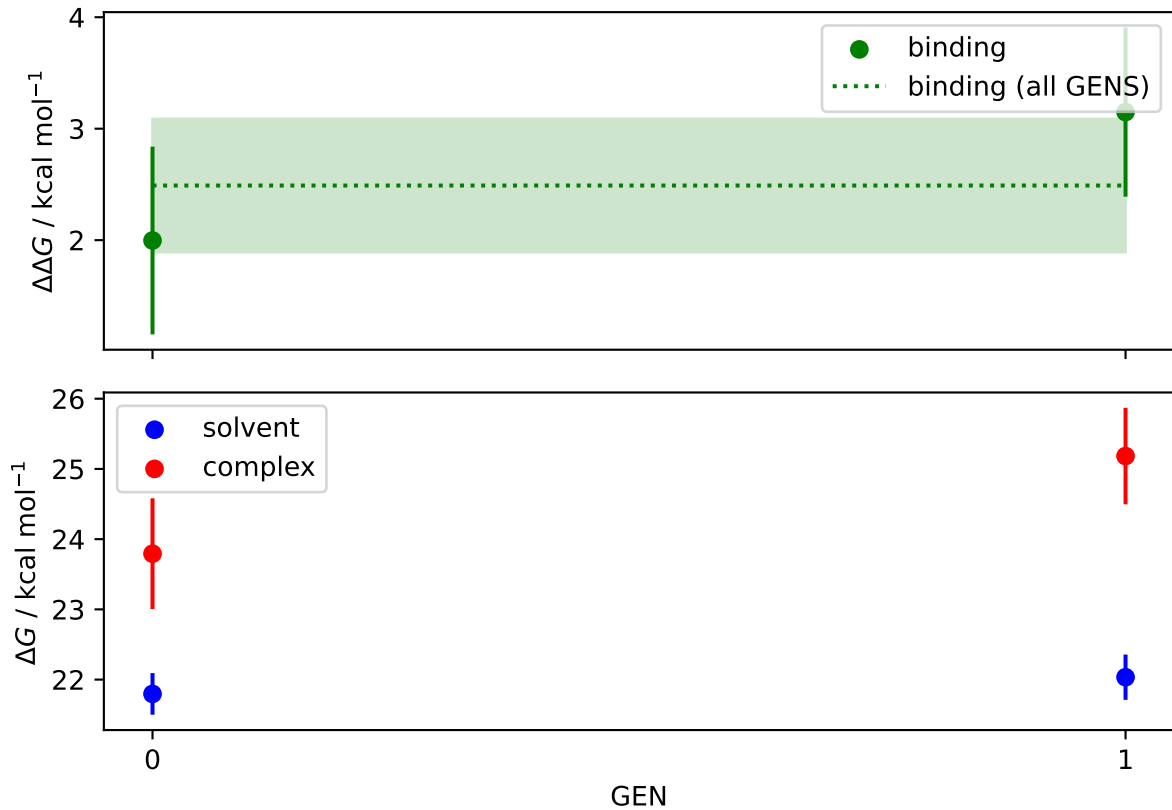 4
3
2
ΔΔG / kcal mol⁻¹
binding
binding (all GENS)
26
25
24
23
22
ΔG / kcal mol⁻¹
solvent
complex
0
1
GEN